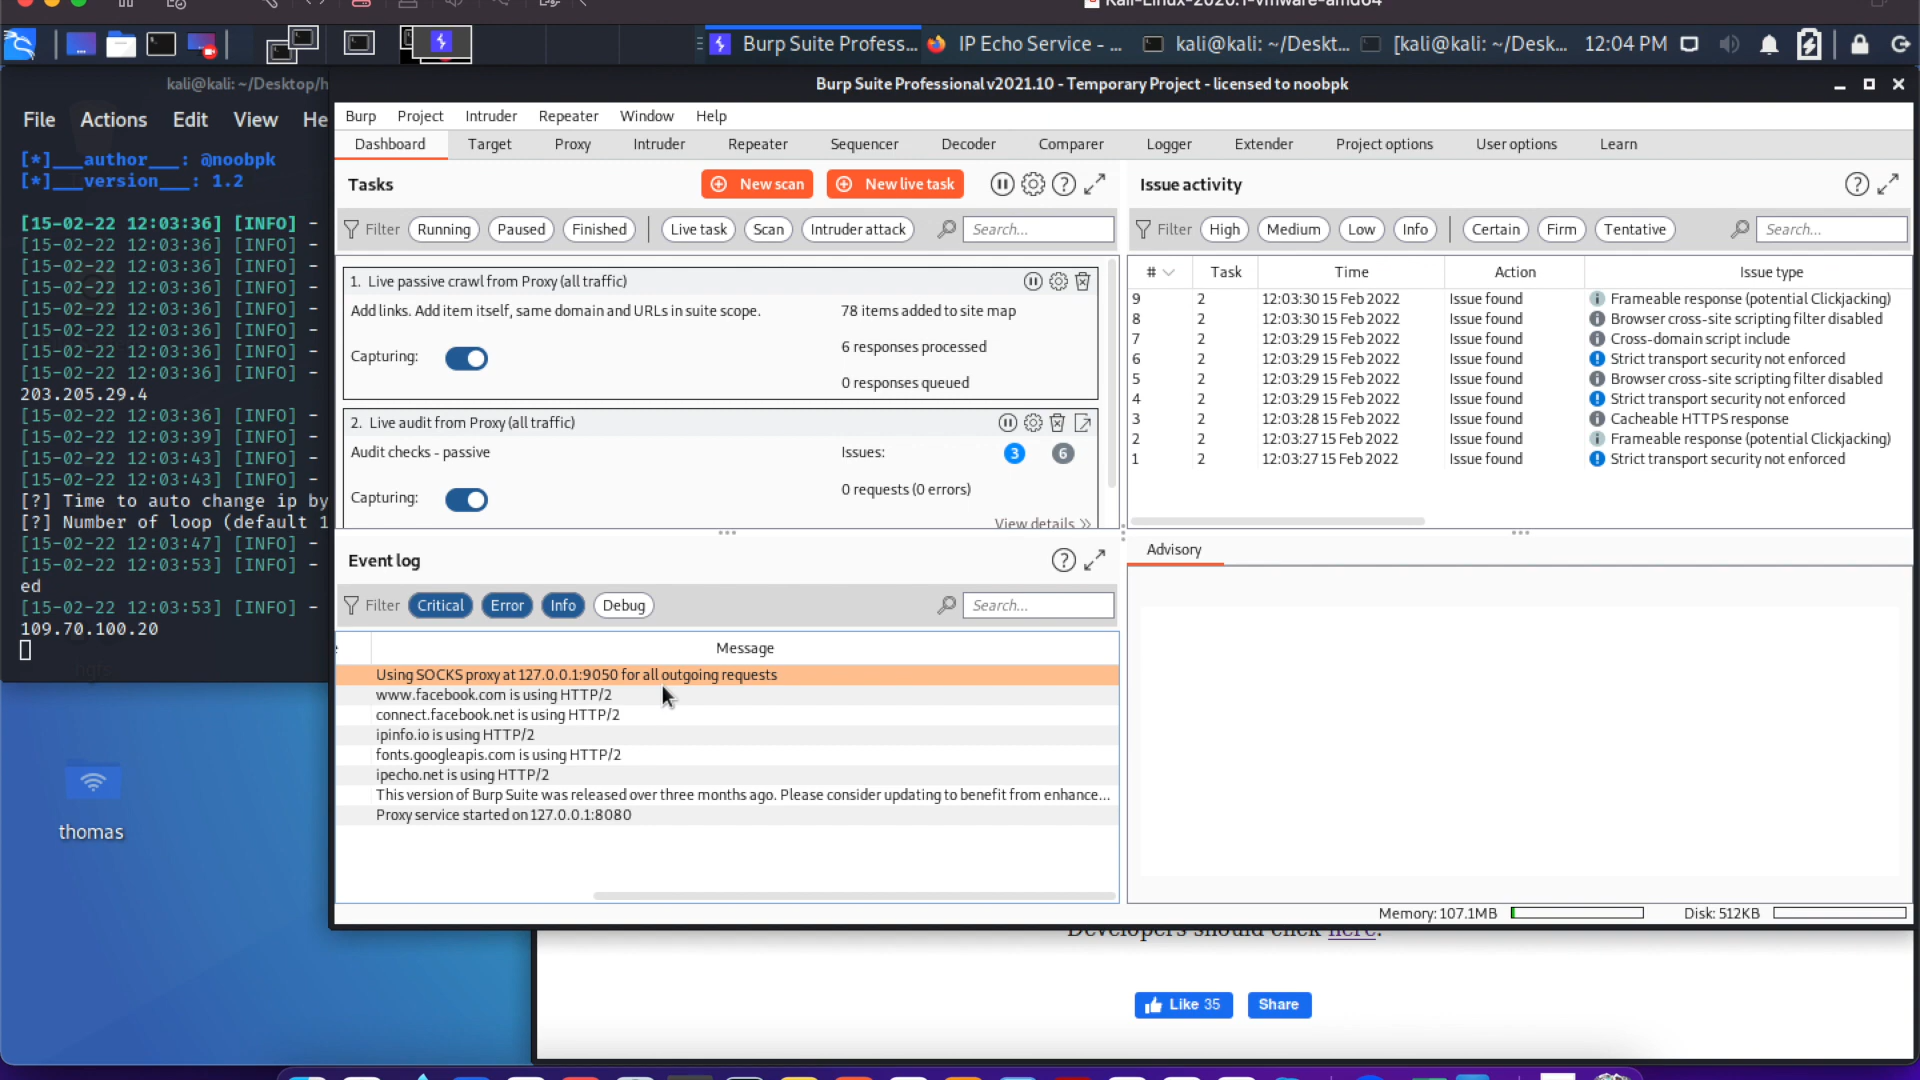 Kali-Linux-2020.1-vmware-amd64
Burp Suite Profess...
IP Echo Service - ...
kali@kali: ~/Deskt...
[kali@kali: ~/Desk...
12:04 PM
kali@kali: ~/Desktop/h
File Actions Edit View He
[*]___author___: @noobpk
[*]___version___: 1.2
[15-02-22 12:03:36] [INFO] -
[15-02-22 12:03:36] [INFO] -
[15-02-22 12:03:36] [INFO] -
[15-02-22 12:03:36] [INFO] -
[15-02-22 12:03:36] [INFO] -
[15-02-22 12:03:36] [INFO] -
[15-02-22 12:03:36] [INFO] -
[15-02-22 12:03:36] [INFO] -
203.205.29.4
[15-02-22 12:03:36] [INFO] -
[15-02-22 12:03:39] [INFO] -
[15-02-22 12:03:43] [INFO] -
[15-02-22 12:03:43] [INFO] -
[?] Time to auto change ip by
[?] Number of loop (default 1
[15-02-22 12:03:47] [INFO] -
[15-02-22 12:03:53] [INFO] -
ed
[15-02-22 12:03:53] [INFO] -
109.70.100.20
thomas
Burp Suite Professional v2021.10 - Temporary Project - licensed to noobpk
Burp Project Intruder Repeater Window Help
Dashboard Target Proxy Intruder Repeater Sequencer Decoder Comparer Logger Extender Project options User options Learn
Tasks
New scan
New live task
Filter Running Paused Finished Live task Scan Intruder attack Search...
1. Live passive crawl from Proxy (all traffic)
Add links. Add item itself, same domain and URLs in suite scope.
78 items added to site map
6 responses processed
Capturing:
0 responses queued
2. Live audit from Proxy (all traffic)
Audit checks - passive
Issues: 3 6
0 requests (0 errors)
Capturing:
View details >>
Event log
Filter Critical Error Info Debug Search...
Message
Using SOCKS proxy at 127.0.0.1:9050 for all outgoing requests
www.facebook.com is using HTTP/2
connect.facebook.net is using HTTP/2
ipinfo.io is using HTTP/2
fonts.googleapis.com is using HTTP/2
ipecho.net is using HTTP/2
This version of Burp Suite was released over three months ago. Please consider updating to benefit from enhance...
Proxy service started on 127.0.0.1:8080
Issue activity
Filter High Medium Low Info Certain Firm Tentative Search...
# Task Time Action Issue type
9 2 12:03:30 15 Feb 2022 Issue found Frameable response (potential Clickjacking)
8 2 12:03:30 15 Feb 2022 Issue found Browser cross-site scripting filter disabled
7 2 12:03:29 15 Feb 2022 Issue found Cross-domain script include
6 2 12:03:29 15 Feb 2022 Issue found Strict transport security not enforced
5 2 12:03:29 15 Feb 2022 Issue found Browser cross-site scripting filter disabled
4 2 12:03:29 15 Feb 2022 Issue found Strict transport security not enforced
3 2 12:03:28 15 Feb 2022 Issue found Cacheable HTTPS response
2 2 12:03:27 15 Feb 2022 Issue found Frameable response (potential Clickjacking)
1 2 12:03:27 15 Feb 2022 Issue found Strict transport security not enforced
Advisory
Memory: 107.1MB
Disk: 512KB
Developers should click here.
Like 35
Share